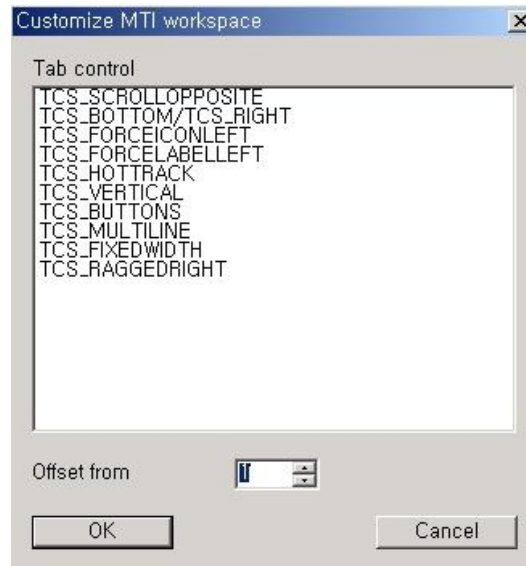 Customize MTI workspace
Tab control
TCS_SCROLLOPPOSITE
TCS_BOTTOM/TCS_RIGHT
TCS_FORCEICONLEFT
TCS_FORCELABELLEFT
TCS_HOTTRACK
TCS_VERTICAL
TCS_BUTTONS
TCS_MULTILINE
TCS_FIXEDWIDTH
TCS_RAGGEDRIGHT
Offset from 1
OK Cancel